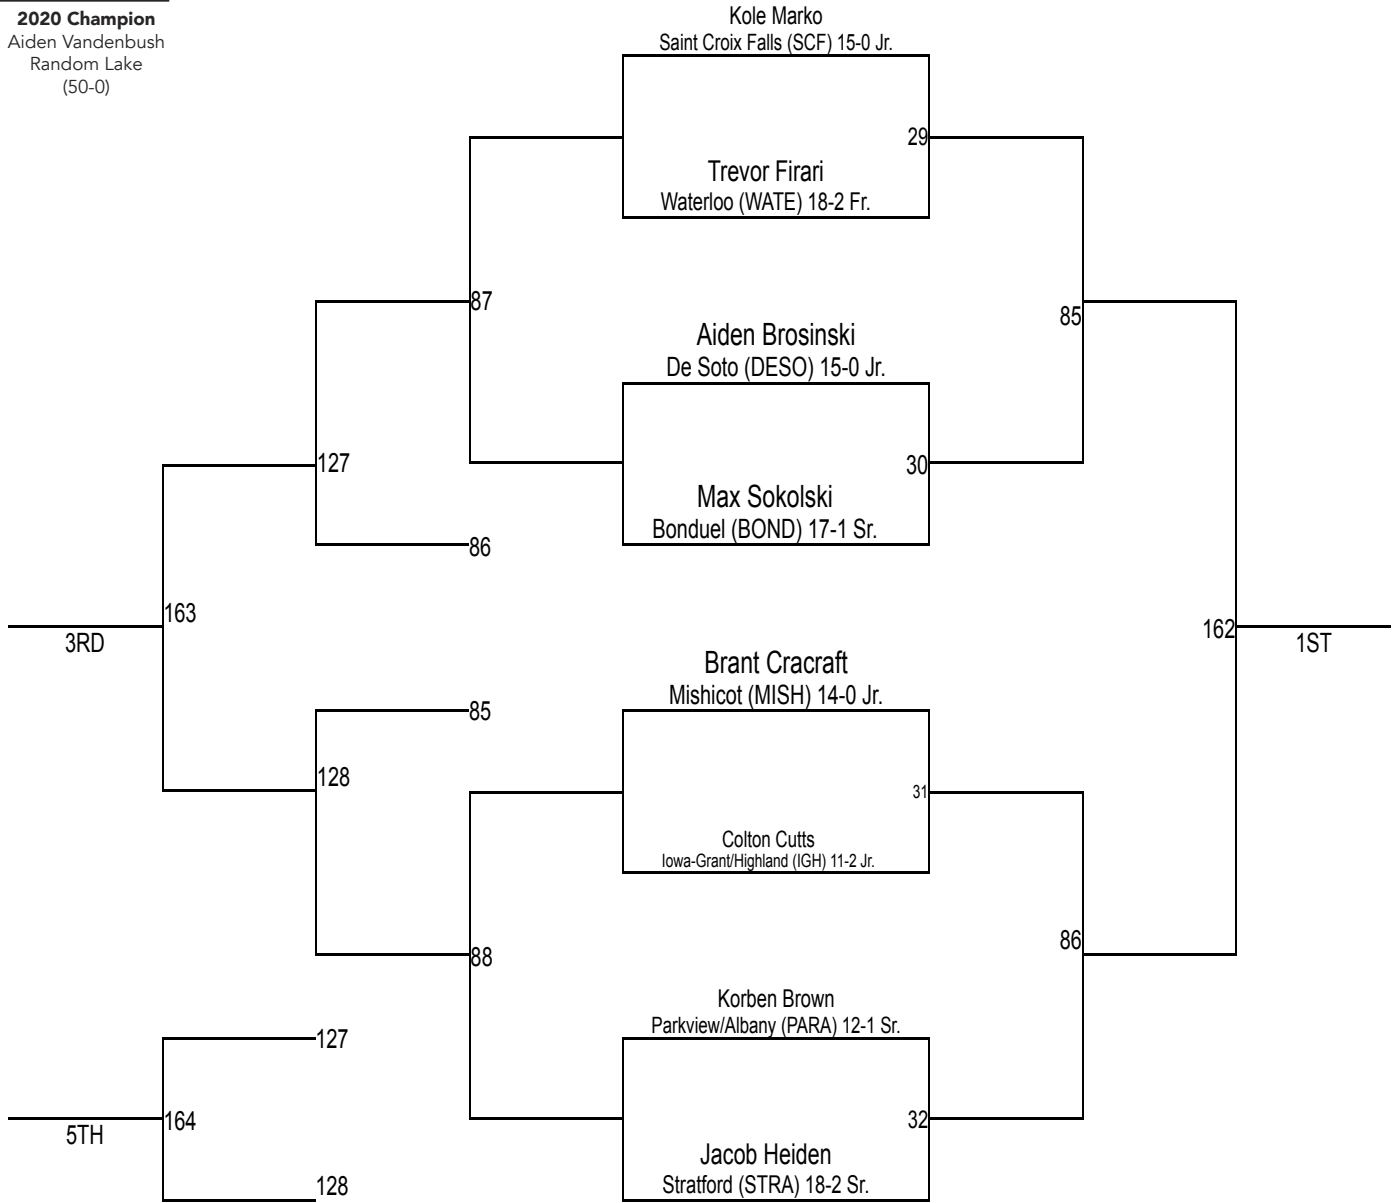 2020 Champion
Aiden Vandenbush
Random Lake
(50-0)
Kole Marko
Saint Croix Falls (SCF) 15-0 Jr.
29
Trevor Firari
Waterloo (WATE) 18-2 Fr.
87
85
Aiden Brosinski
De Soto (DESO) 15-0 Jr.
127
30
Max Sokolski
Bonduel (BOND) 17-1 Sr.
86
163
3RD
162
1ST
Brant Cracraft
Mishicot (MISH) 14-0 Jr.
85
128
31
Colton Cutts
Iowa-Grant/Highland (IGH) 11-2 Jr.
88
86
Korben Brown
Parkview/Albany (PARA) 12-1 Sr.
127
164
5TH
32
Jacob Heiden
Stratford (STRA) 18-2 Sr.
128